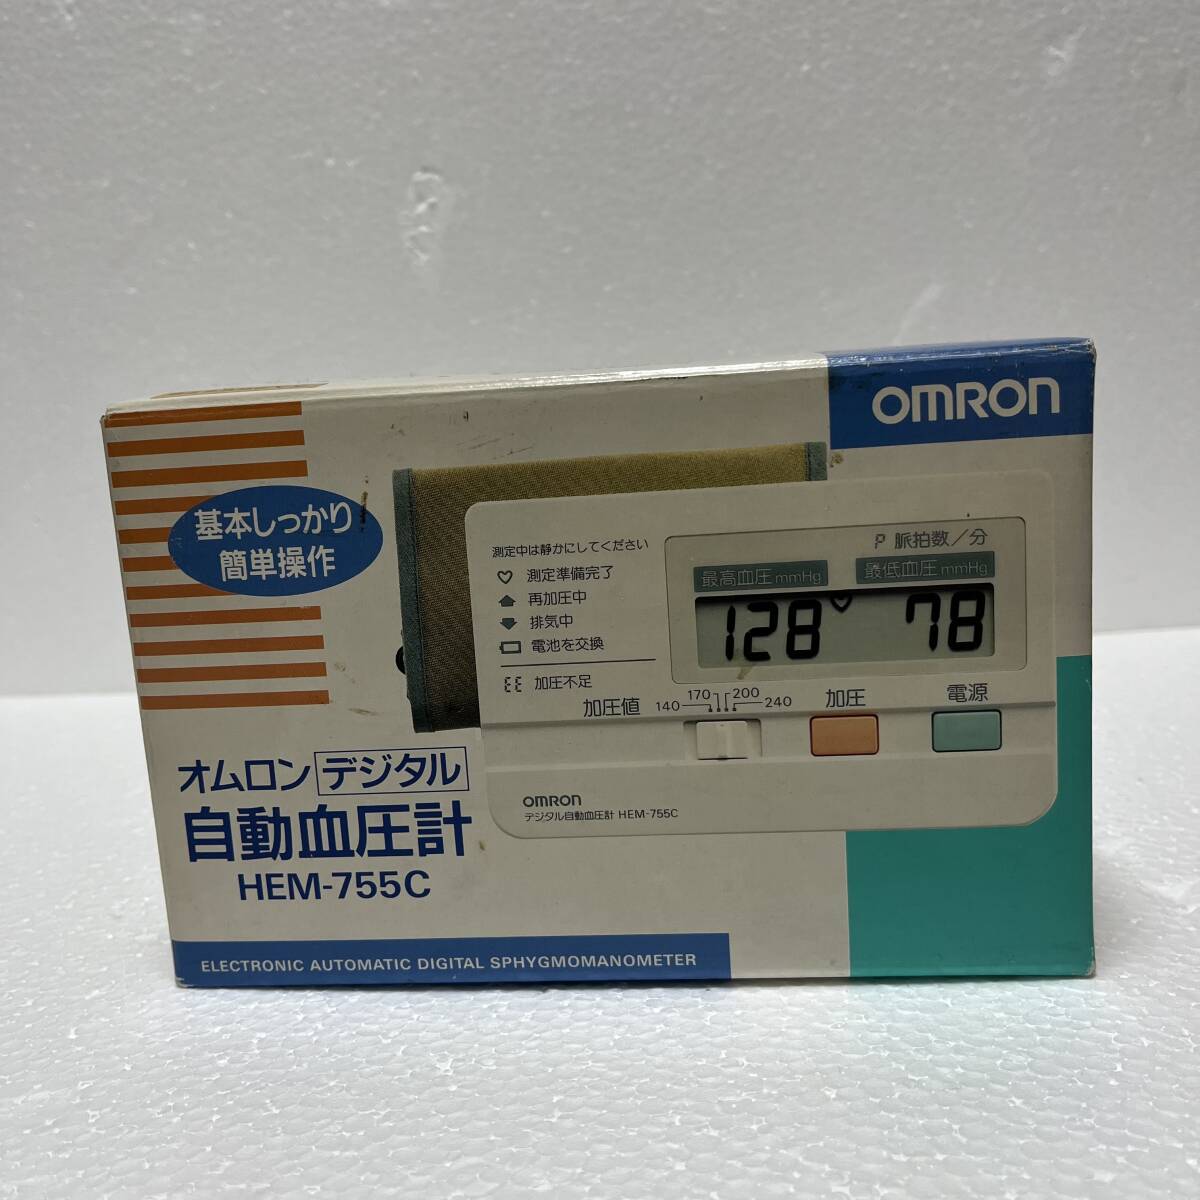 OMRON
基本しっかり
簡単操作
測定中は静かにしてください
測定準備完了
再加圧中
排気中
電池を交換
EE 加圧不足
P 脈拍数／分
最高血圧 mmHg
最低血圧 mmHg
128 78
加圧値
140 170 200 240
加圧
電源
OMRON
デジタル自動血圧計 HEM-755C
オムロン デジタル
自動血圧計
HEM-755C
ELECTRONIC AUTOMATIC DIGITAL SPHYGMOMANOMETER